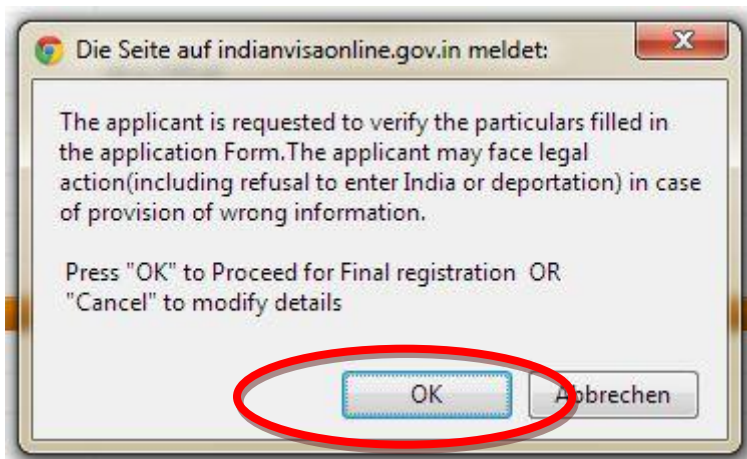 Die Seite auf indianvisaonline.gov.in meldet:
The applicant is requested to verify the particulars filled in
the application Form.The applicant may face legal
action(including refusal to enter India or deportation) in case
of provision of wrong information.
Press "OK" to Proceed for Final registration OR
"Cancel" to modify details
OK
Abbrechen